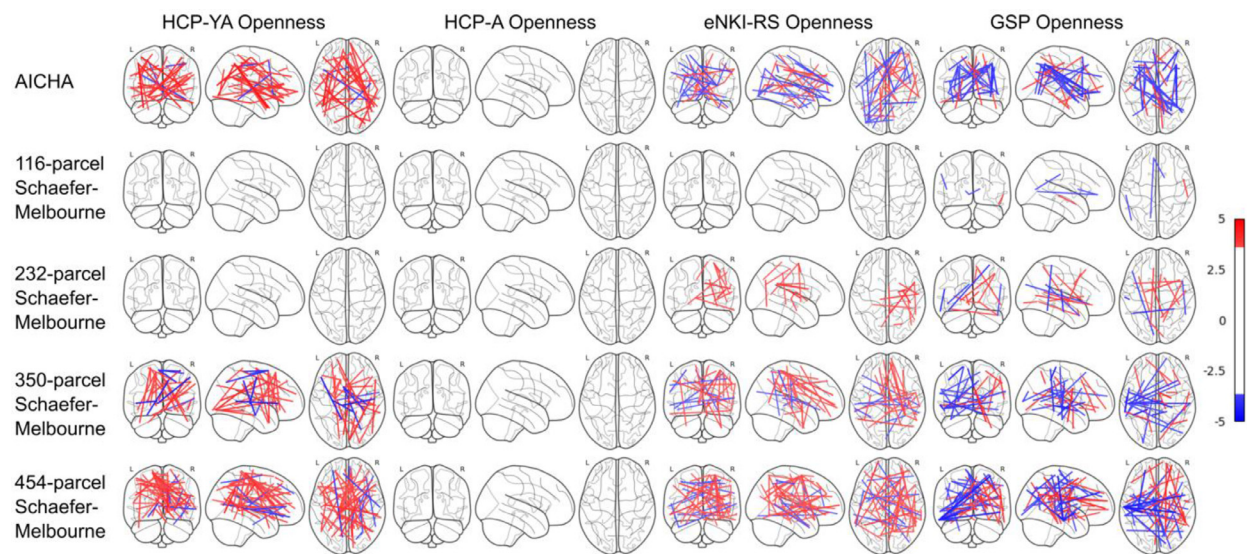 HCP-YA Openness HCP-A Openness eNKI-RS Openness GSP Openness
L R L R L R
AICHA
116-parcel
Schaefer-
Melbourne
L R
232-parcel
Schaefer-
Melbourne
L R L R
350-parcel
Schaefer-
Melbourne
L R L R L R
454-parcel
Schaefer-
Melbourne
L R L R L R
5
2.5
0
-2.5
-5